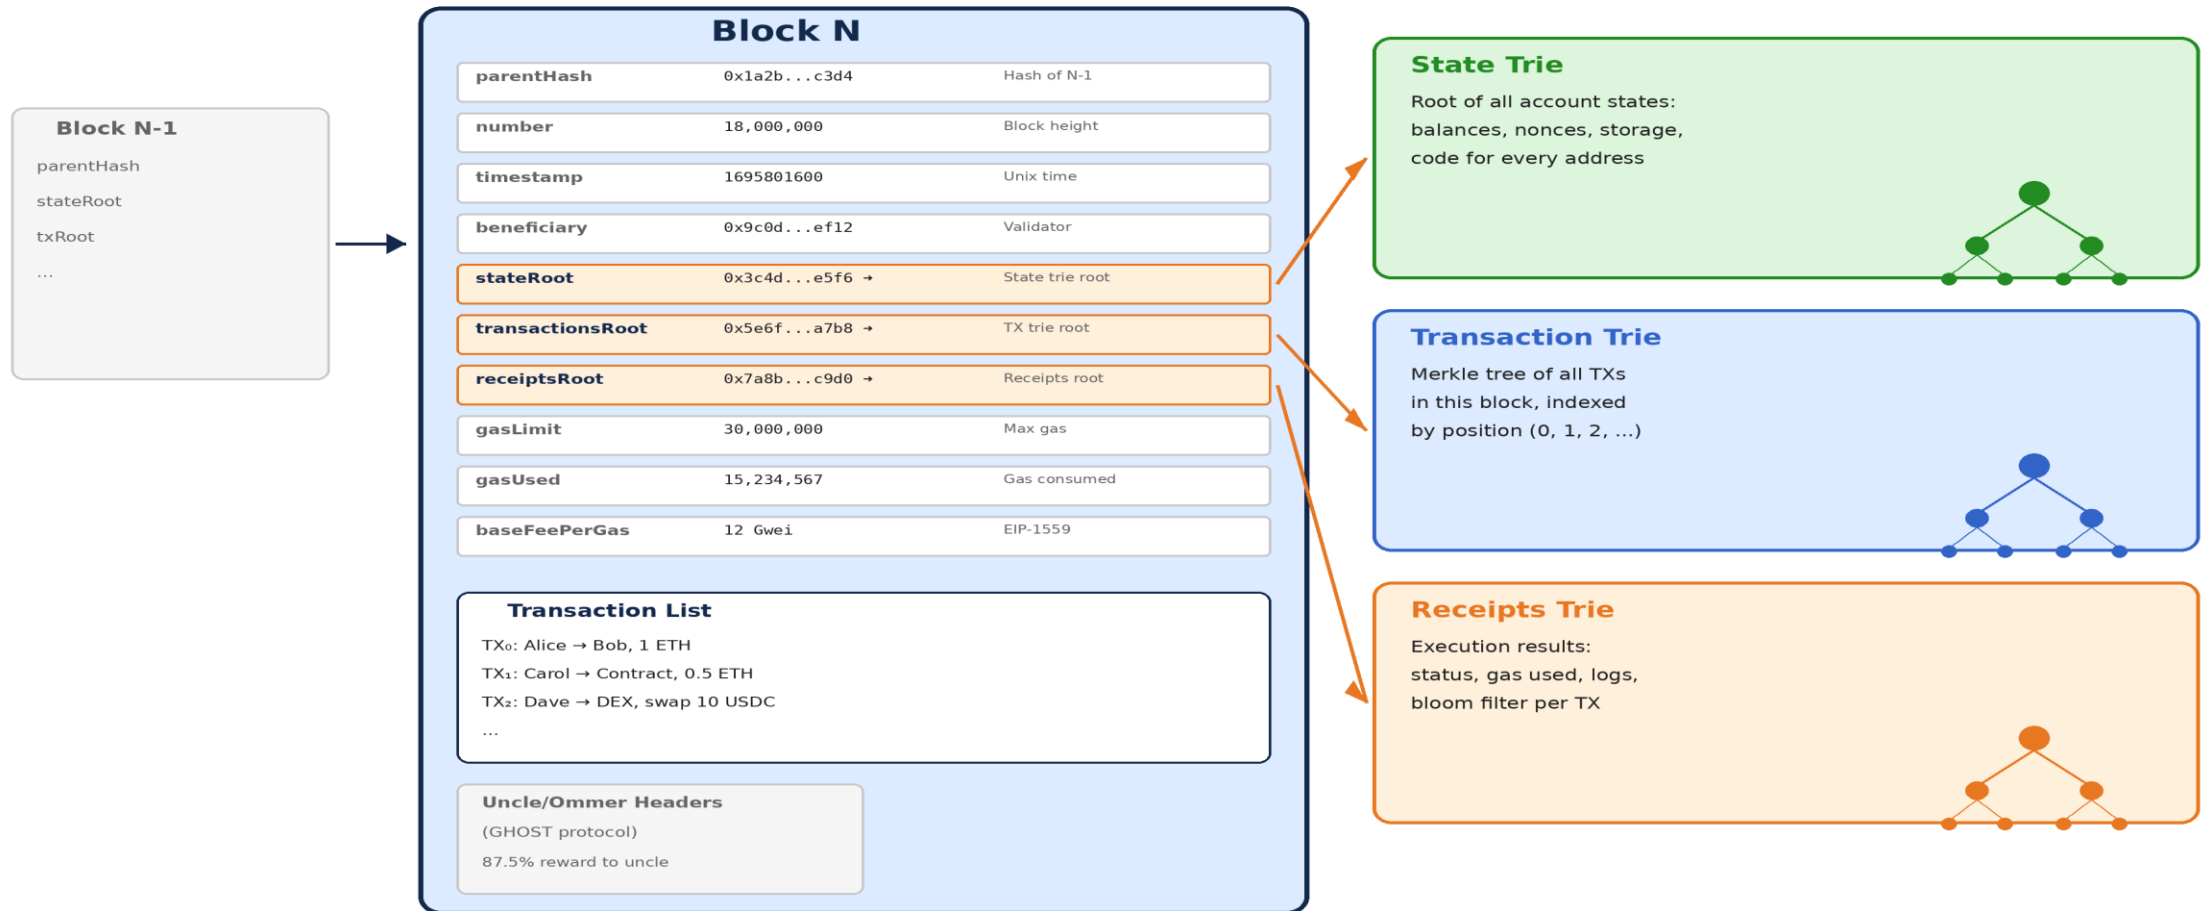 Block N-1
parentHash
stateRoot
txRoot
...
Block N
parentHash 0x1a2b...c3d4 Hash of N-1
number 18,000,000 Block height
timestamp 1695801600 Unix time
beneficiary 0x9c0d...ef12 Validator
stateRoot 0x3c4d...e5f6 → State trie root
transactionsRoot 0x5e6f...a7b8 → TX trie root
receiptsRoot 0x7a8b...c9d0 → Receipts root
gasLimit 30,000,000 Max gas
gasUsed 15,234,567 Gas consumed
baseFeePerGas 12 Gwei EIP-1559
Transaction List
TX₀: Alice → Bob, 1 ETH
TX₁: Carol → Contract, 0.5 ETH
TX₂: Dave → DEX, swap 10 USDC
...
Uncle/Ommer Headers
(GHOST protocol)
87.5% reward to uncle
State Trie
Root of all account states:
balances, nonces, storage,
code for every address
Transaction Trie
Merkle tree of all TXs
in this block, indexed
by position (0, 1, 2, ...)
Receipts Trie
Execution results:
status, gas used, logs,
bloom filter per TX